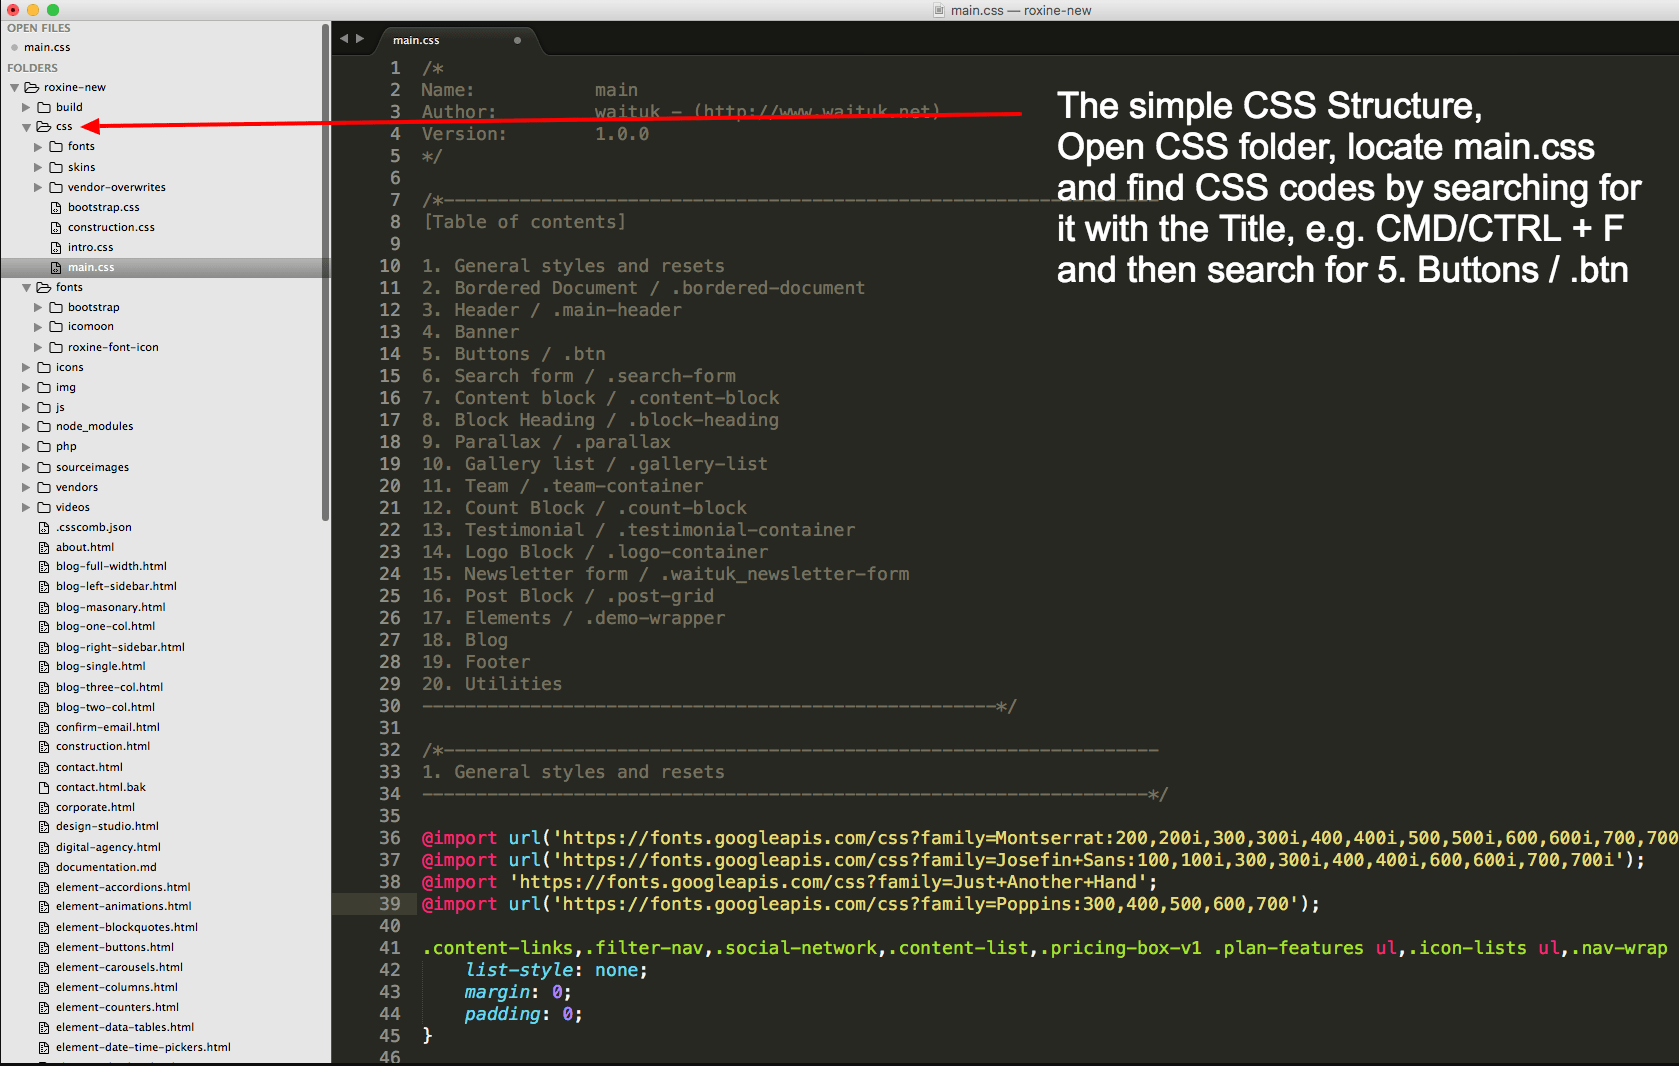 main.css — roxine-new
OPEN FILES
main.css
FOLDERS
roxine-new
build
css
fonts
skins
vendor-overwrites
bootstrap.css
construction.css
intro.css
main.css
fonts
bootstrap
icomoon
roxine-font-icon
icons
img
js
node_modules
php
sourceimages
vendors
videos
.csscomb.json
about.html
blog-full-width.html
blog-left-sidebar.html
blog-masonary.html
blog-one-col.html
blog-right-sidebar.html
blog-single.html
blog-three-col.html
blog-two-col.html
confirm-email.html
construction.html
contact.html
contact.html.bak
corporate.html
design-studio.html
digital-agency.html
documentation.md
element-accordions.html
element-animations.html
element-blockquotes.html
element-buttons.html
element-carousels.html
element-columns.html
element-counters.html
element-data-tables.html
element-date-time-pickers.html
main.css
1 /*
2 Name: main
3 Author: waituk - (http://www.waituk.net)
4 Version: 1.0.0
5 */
6
7 /*------------------------------------------------------------------
8 [Table of contents]
9
10 1. General styles and resets
11 2. Bordered Document / .bordered-document
12 3. Header / .main-header
13 4. Banner
14 5. Buttons / .btn
15 6. Search form / .search-form
16 7. Content block / .content-block
17 8. Block Heading / .block-heading
18 9. Parallax / .parallax
19 10. Gallery list / .gallery-list
20 11. Team / .team-container
21 12. Count Block / .count-block
22 13. Testimonial / .testimonial-container
23 14. Logo Block / .logo-container
24 15. Newsletter form / .waituk_newsletter-form
25 16. Post Block / .post-grid
26 17. Elements / .demo-wrapper
27 18. Blog
28 19. Footer
29 20. Utilities
30 -----------------------------------------------------*/
31
32 /*------------------------------------------------------------------
33 1. General styles and resets
34 -------------------------------------------------------------------*/
35
36 @import url('https://fonts.googleapis.com/css?family=Montserrat:200,200i,300,300i,400,400i,500,500i,600,600i,700,700
37 @import url('https://fonts.googleapis.com/css?family=Josefin+Sans:100,100i,300,300i,400,400i,600,600i,700,700i');
38 @import 'https://fonts.googleapis.com/css?family=Just+Another+Hand';
39 @import url('https://fonts.googleapis.com/css?family=Poppins:300,400,500,600,700');
40
41 .content-links,.filter-nav,.social-network,.content-list,.pricing-box-v1 .plan-features ul,.icon-lists ul,.nav-wrap
42 list-style: none;
43 margin: 0;
44 padding: 0;
45 }
46
The simple CSS Structure,
Open CSS folder, locate main.css
and find CSS codes by searching for
it with the Title, e.g. CMD/CTRL + F
and then search for 5. Buttons / .btn